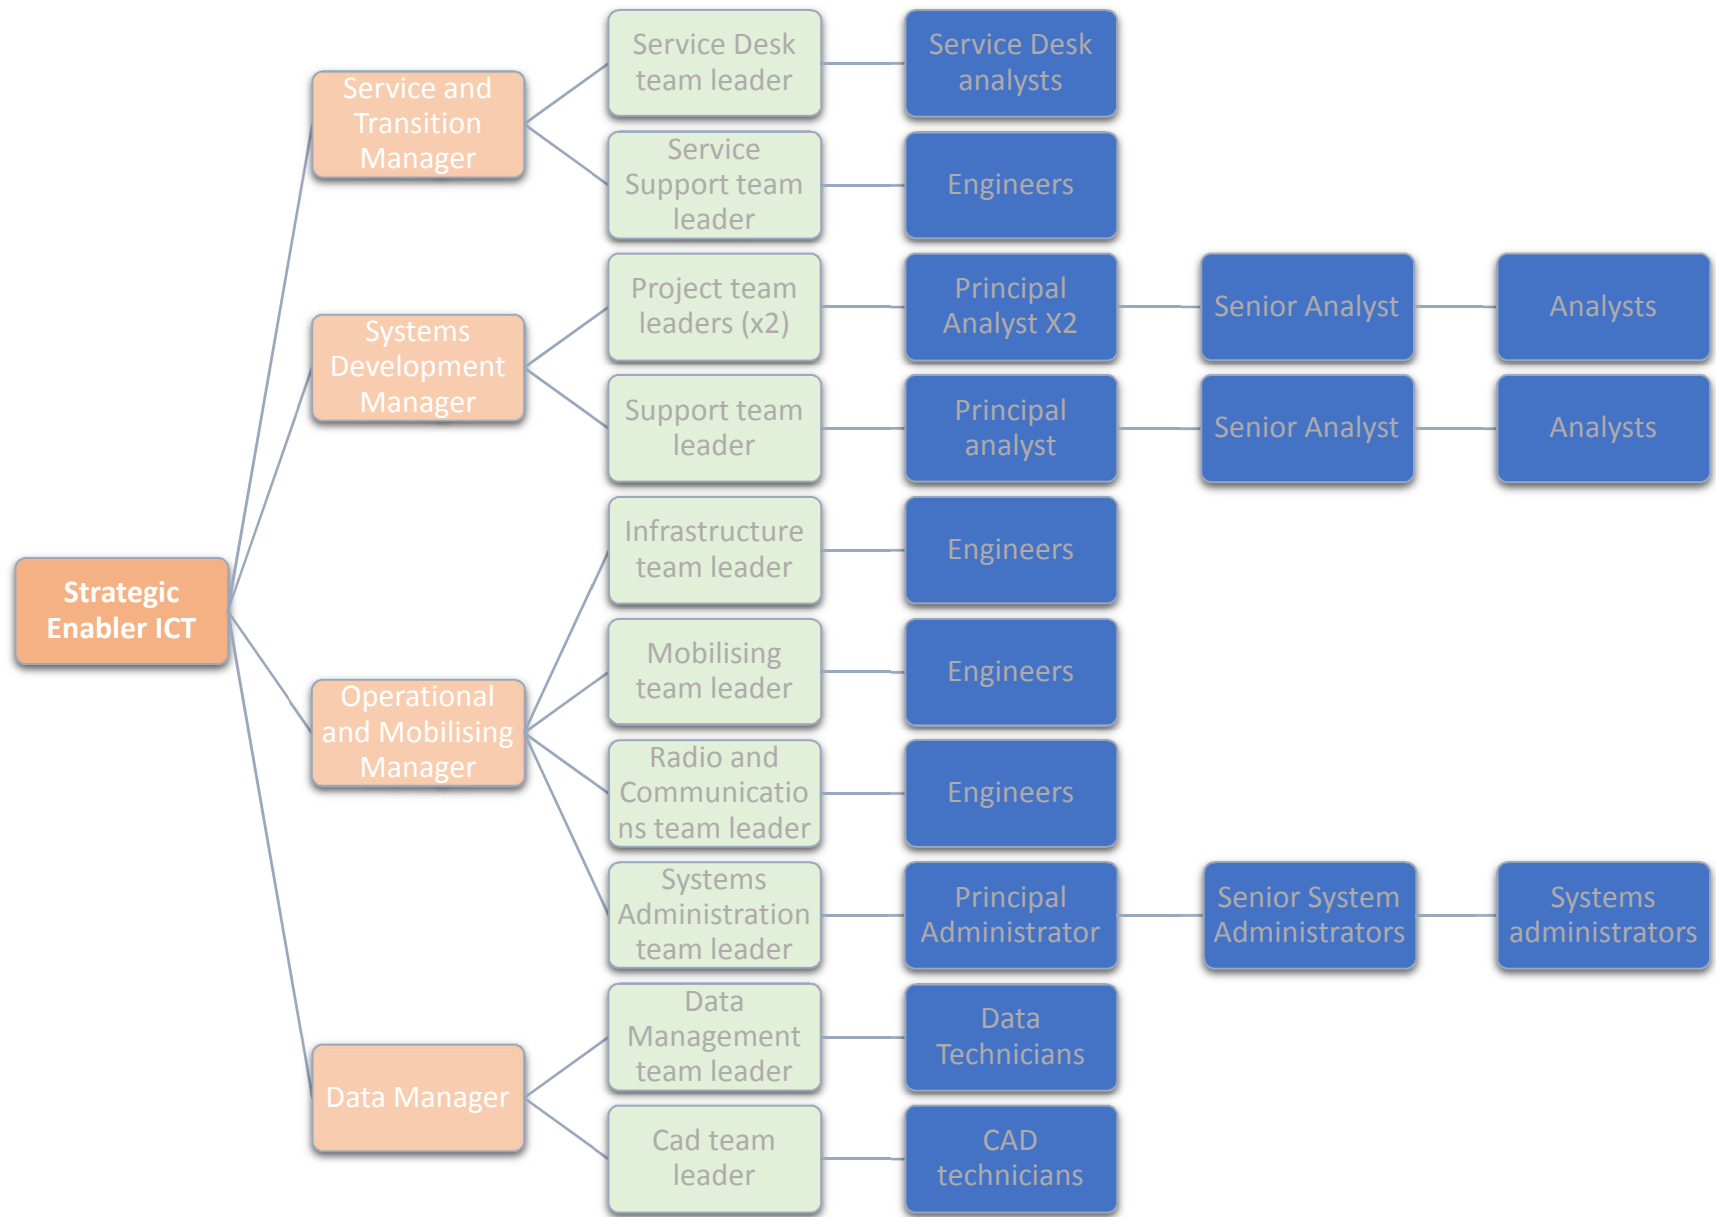 Strategic
Enabler ICT
Service and
Transition
Manager
Service Desk
team leader
Service Desk
analysts
Service
Support team
leader
Engineers
Systems
Development
Manager
Project team
leaders (x2)
Principal
Analyst X2
Senior Analyst
Analysts
Support team
leader
Principal
analyst
Senior Analyst
Analysts
Operational
and Mobilising
Manager
Infrastructure
team leader
Engineers
Mobilising
team leader
Engineers
Radio and
Communicatio
ns team leader
Engineers
Systems
Administration
team leader
Principal
Administrator
Senior System
Administrators
Systems
administrators
Data Manager
Data
Management
team leader
Data
Technicians
Cad team
leader
CAD
technicians